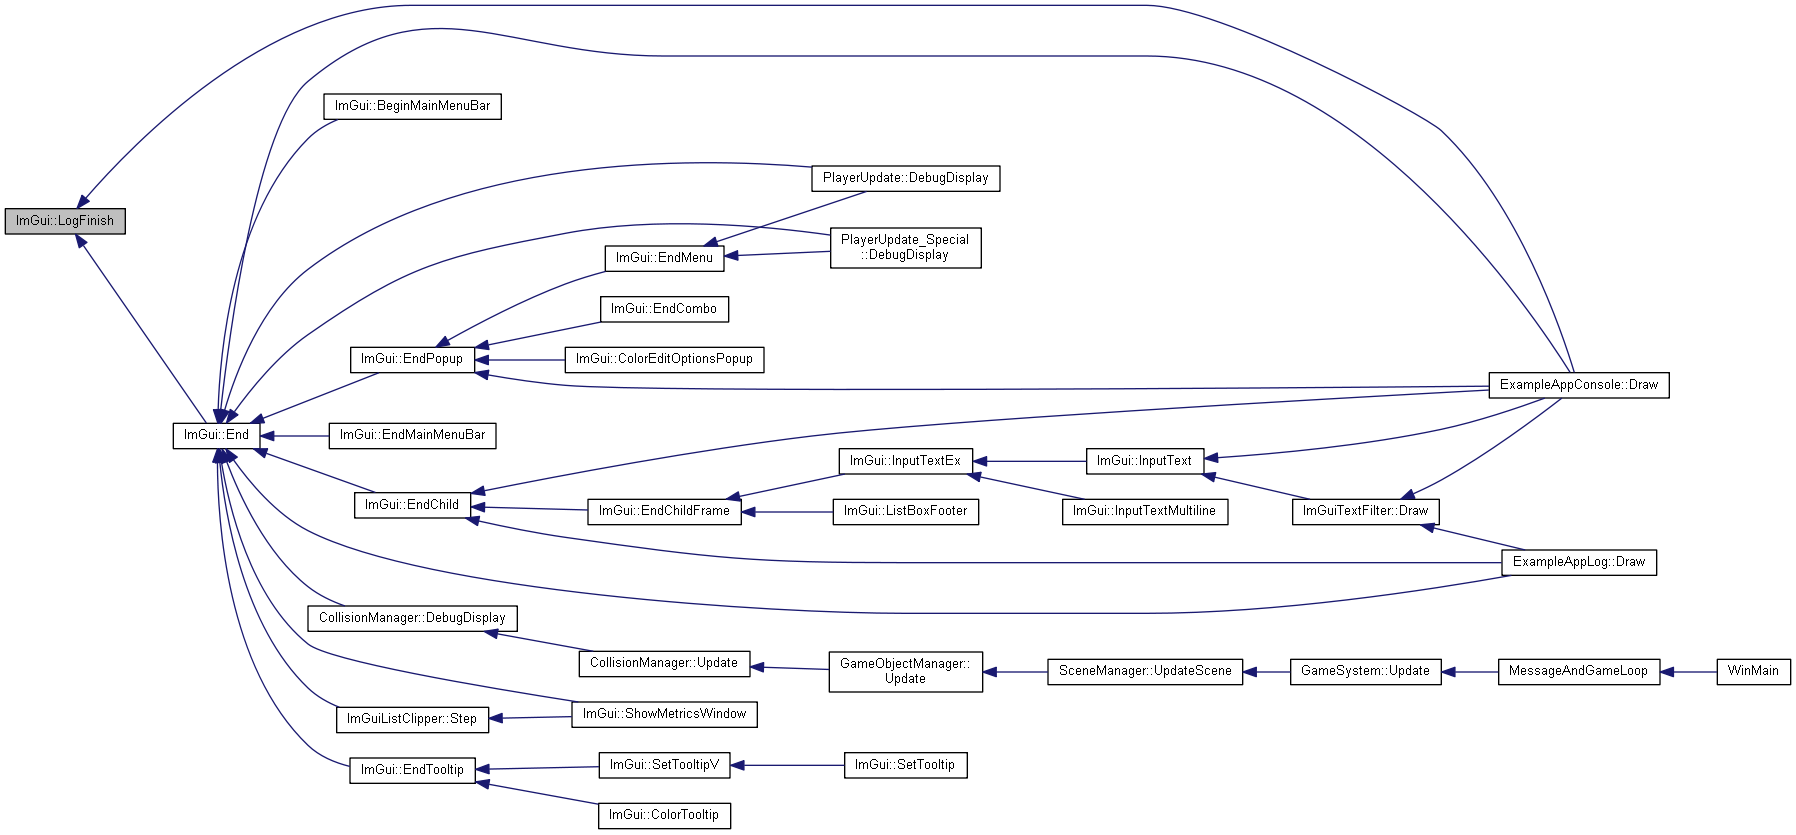 ImGui::LogFinish
ImGui::End
ImGui::BeginMainMenuBar
PlayerUpdate::DebugDisplay
PlayerUpdate_Special
::DebugDisplay
ImGui::EndMenu
ImGui::EndCombo
ImGui::EndPopup
ImGui::ColorEditOptionsPopup
ExampleAppConsole::Draw
ImGui::EndMainMenuBar
ImGui::InputTextEx
ImGui::InputText
ImGui::EndChild
ImGui::EndChildFrame
ImGui::ListBoxFooter
ImGui::InputTextMultiline
ImGuiTextFilter::Draw
ExampleAppLog::Draw
CollisionManager::DebugDisplay
CollisionManager::Update
GameObjectManager::
Update
SceneManager::UpdateScene
GameSystem::Update
MessageAndGameLoop
WinMain
ImGuiListClipper::Step
ImGui::ShowMetricsWindow
ImGui::EndTooltip
ImGui::SetTooltipV
ImGui::SetTooltip
ImGui::ColorTooltip